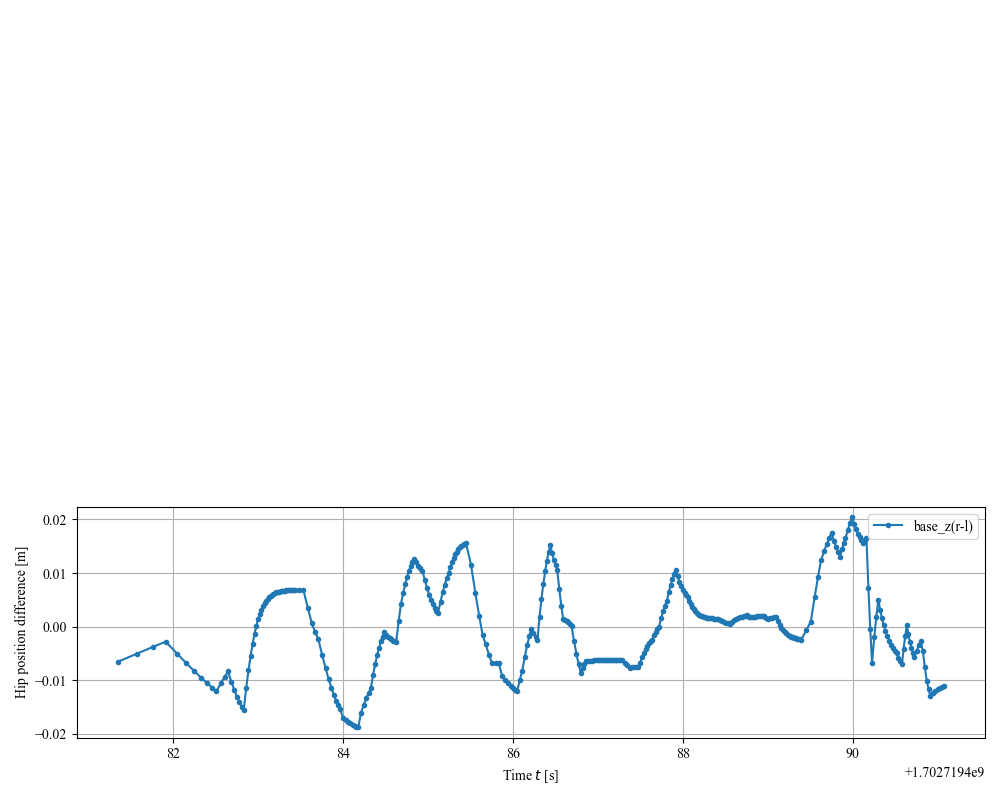 Hip position difference [m]
0.02
0.01
0.00
−0.01
−0.02
base_z(r-l)
82
84
86
88
90
Time t [s]
+1.7027194e9